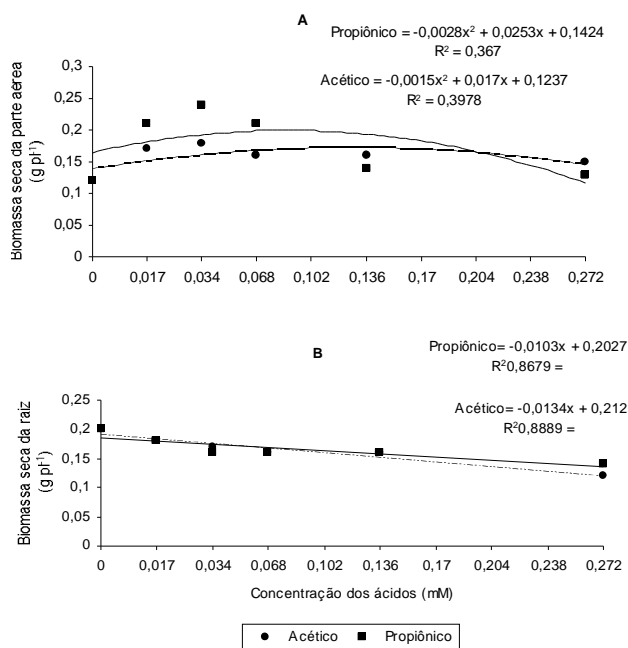 A
Propiônico = -0,0028x² + 0,0253x + 0,1424
R² = 0,367
Acético = -0,0015x² + 0,017x + 0,1237
R² = 0,3978
Biomassa seca da parte aérea
(g pl⁻¹)
0,3
0,25
0,2
0,15
0,1
0,05
0
0 0,017 0,034 0,068 0,102 0,136 0,17 0,204 0,238 0,272
B
Propiônico= -0,0103x + 0,2027
R²0,8679 =
Acético= -0,0134x + 0,212
R²0,8889 =
Biomassa seca da raiz
(g pl⁻¹)
0,25
0,2
0,15
0,1
0,05
0
0 0,017 0,034 0,068 0,102 0,136 0,17 0,204 0,238 0,272
Concentração dos ácidos (mM)
Acético Propiônico